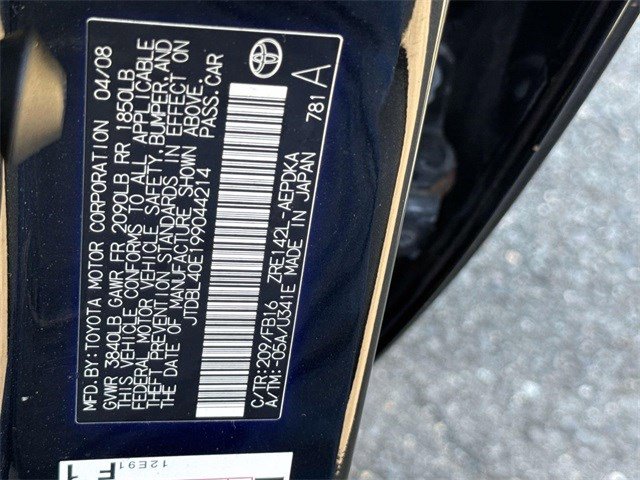 MFD. BY: TOYOTA MOTOR CORPORATION 04/08
GVWR 3840LB GAWR FR 2090LB RR 1850LB
THIS VEHICLE CONFORMS TO ALL APPLICABLE
FEDERAL MOTOR VEHICLE SAFETY, BUMPER, AND
THEFT PREVENTION STANDARDS IN EFFECT ON
THE DATE OF MANUFACTURE SHOWN ABOVE.
JTDBL40E199044214 PASS. CAR
C/TR: 209/FB16 ZRE142L-AEPDKA
A/TM: -05A/U341E MADE IN JAPAN 781 A
12E91